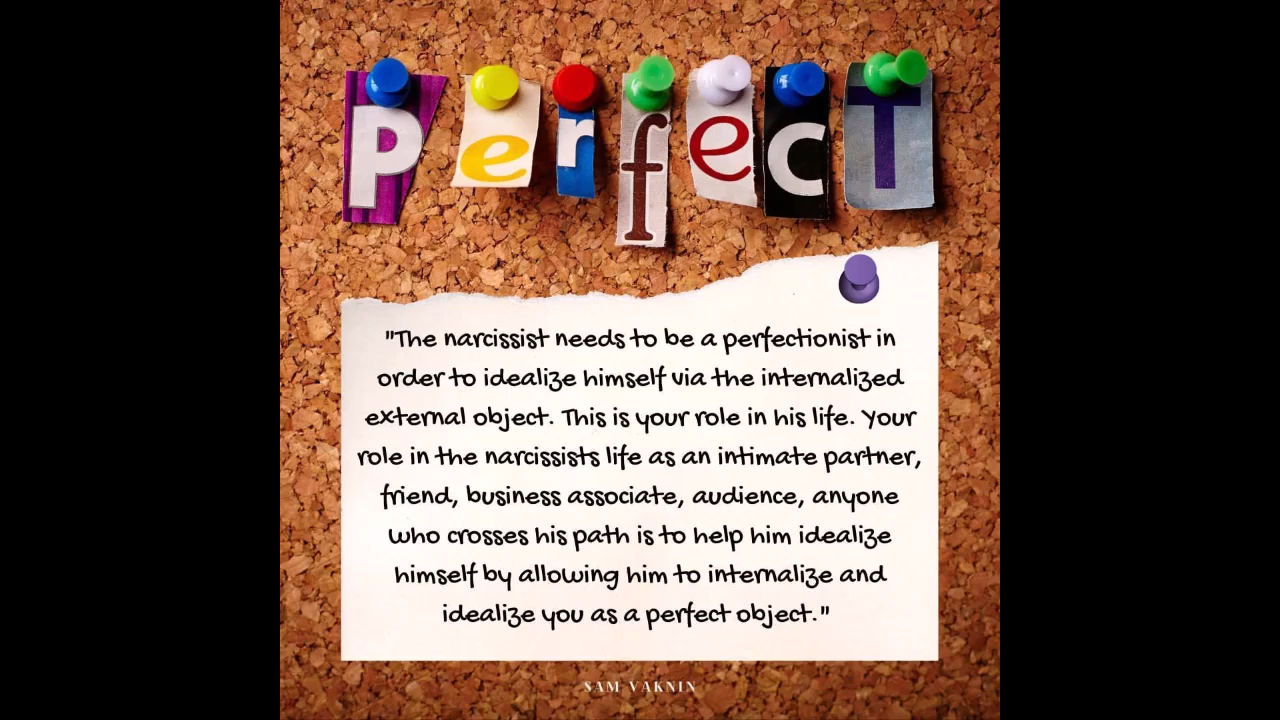 perfecT
"The narcissist needs to be a perfectionist in
order to idealize himself via the internalized
external object. This is your role in his life. Your
role in the narcissists life as an intimate partner,
friend, business associate, audience, anyone
who crosses his path is to help him idealize
himself by allowing him to internalize and
idealize you as a perfect object."
SAM VAKNIN